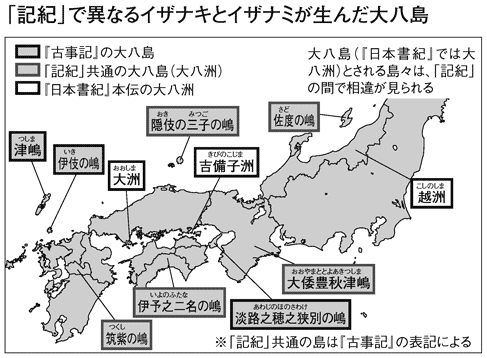 「記紀」で異なるイザナキとイザナミが生んだ大八島
『古事記』の大八島
「記紀」共通の大八島(大八洲)
『日本書紀』本伝の大八洲
大八島(『日本書紀』では大
八洲)とされる島々は、「記紀」
の間で相違が見られる
つしま
津嶋
いき
伊伎の嶋
おおしま
大洲
おき みつご
隠伎の三子の嶋
きびのこじま
吉備子洲
さど
佐度の嶋
こしのしま
越洲
おおやまととよあきつしま
大倭豊秋津嶋
いよのふたな
伊予之二名の嶋
あわじのほのさわけ
淡路之穂之狭別の嶋
つくし
筑紫の嶋
※「記紀」共通の島は『古事記』の表記による